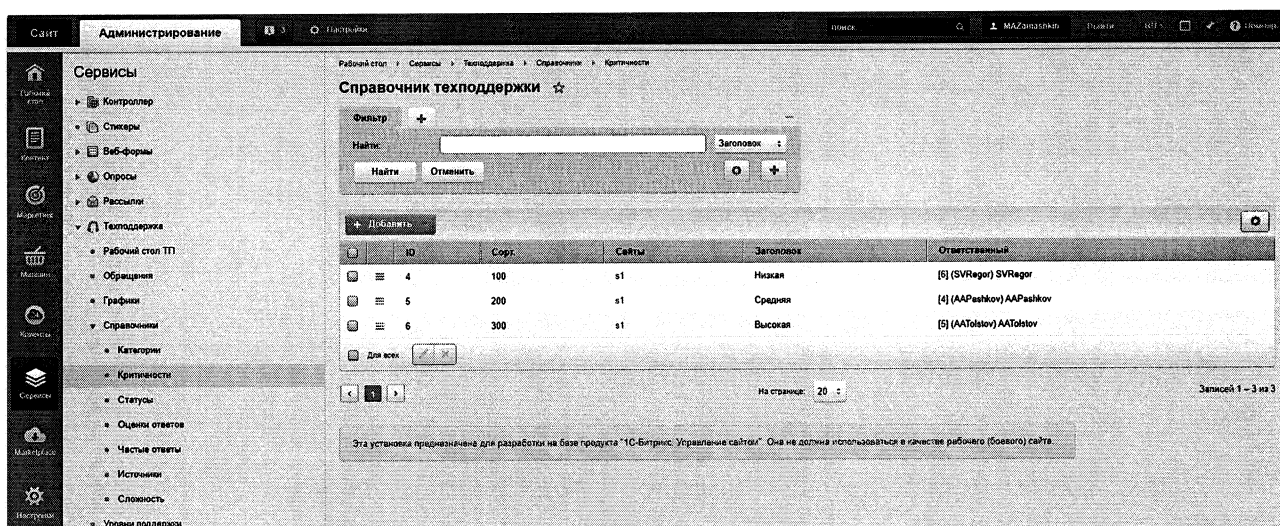 Сайт
Администрирование
3
Настройки
поиск
MAZamashkin
Рабочий стол
Контент
Маркетинг
Магазин
Клиенты
Сервисы
Marketplace
Настройки
Сервисы
Контроллер
Стикеры
Веб-формы
Опросы
Рассылки
Техподдержка
Рабочий стол ТП
Обращения
Графики
Справочники
Категории
Критичности
Статусы
Оценки ответов
Частые ответы
Источники
Сложность
Уровни поддержки
Рабочий стол Сервисы Техподдержка Справочники Критичности
Справочник техподдержки
Фильтр +
Найти: Заголовок
Найти Отменить
+ Добавить
ID Сорт. Сайты Заголовок Ответственный
4 100 s1 Низкая [6] (SVRegor) SVRegor
5 200 s1 Средняя [4] (AAPashkov) AAPashkov
6 300 s1 Высокая [5] (AATolstov) AATolstov
Для всех
1 На странице: 20 Записей 1 – 3 из 3
Эта установка предназначена для разработки на базе продукта "1С-Битрикс: Управление сайтом". Она не должна использоваться в качестве рабочего (боевого) сайта.